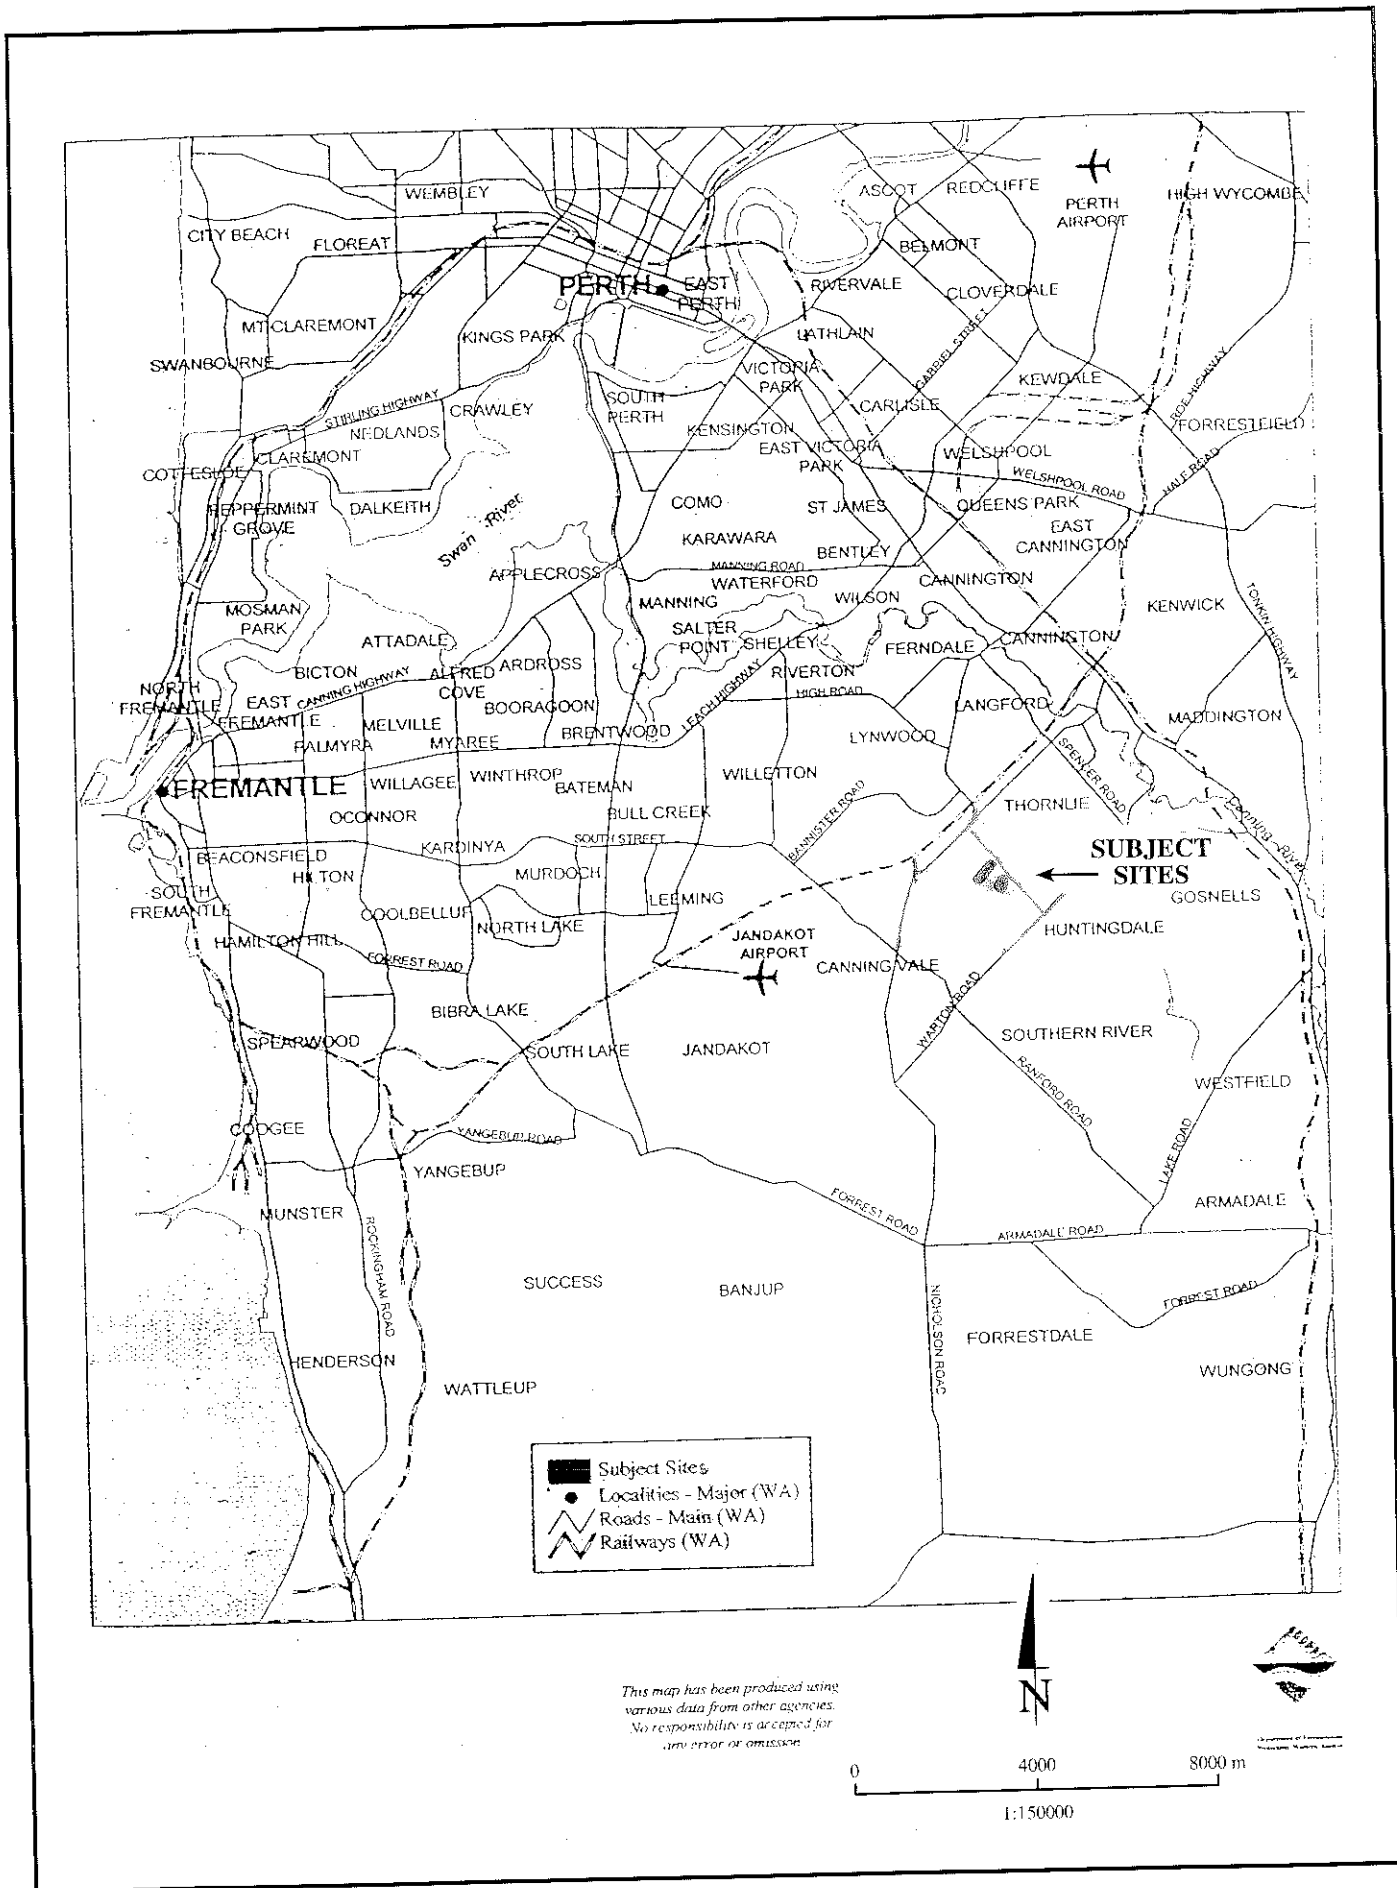 WEMBLEY
ASCOT
REDCLIFFE
PERTH
AIRPORT
HIGH WYCOMBE
CITY BEACH
FLOREAT
BELMONT
PERTH
EAST
PERTH
RIVERVALE
CLOVERDALE
MT CLAREMONT
KINGS PARK
LATHLAIN
GABRIEL STREET
SWANBOURNE
VICTORIA
PARK
KEWDALE
ROE HIGHWAY
STIRLING HIGHWAY
CRAWLEY
SOUTH
PERTH
CARLISLE
NEDLANDS
KENSINGTON
FORRESTFIELD
CLAREMONT
EAST VICTORIA
PARK
WELSHPOOL
COTTESLOE
WELSHPOOL ROAD
HALE ROAD
PEPPERMINT
GROVE
DALKEITH
Swan River
COMO
ST JAMES
QUEENS PARK
EAST
CANNINGTON
KARAWARA
BENTLEY
APPLECROSS
MANNING ROAD
WATERFORD
CANNINGTON
MANNING
WILSON
KENWICK
TONKIN HIGHWAY
MOSMAN
PARK
ATTADALE
SALTER
POINT
SHELLEY
FERNDALE
CANNINGTON
BICTON
CANNING HIGHWAY
ALFRED
COVE
ARDROSS
LEACH HIGHWAY
RIVERTON
HIGH ROAD
NORTH
FREMANTLE
EAST
FREMANTLE
BOORAGOON
LANGFORD
MADDINGTON
PALMYRA
MELVILLE
MYAREE
BRENTWOOD
LYNWOOD
SPENCER ROAD
FREMANTLE
WILLAGEE
WINTHROP
BATEMAN
WILLETTON
OCONNOR
BULL CREEK
BANNISTER ROAD
THORNLIE
Canning River
KARDINYA
SOUTH STREET
SUBJECT
SITES
BEACONSFIELD
HILTON
MURDOCH
SOUTH
FREMANTLE
LEEMING
GOSNELLS
COOLBELLUP
NORTH LAKE
HUNTINGDALE
HAMILTON HILL
JANDAKOT
AIRPORT
FORREST ROAD
CANNING VALE
BIBRA LAKE
WARTON ROAD
SPEARWOOD
SOUTH LAKE
JANDAKOT
SOUTHERN RIVER
RANFORD ROAD
WESTFIELD
COOGEE
YANGEBUP ROAD
LAKE ROAD
YANGEBUP
MUNSTER
FORREST ROAD
ARMADALE
ARMADALE ROAD
ROCKINGHAM ROAD
SUCCESS
BANJUP
NICHOLSON ROAD
FORREST ROAD
FORRESTDALE
HENDERSON
WATTLEUP
WUNGONG
Subject Sites
Localities - Major (WA)
Roads - Main (WA)
Railways (WA)
This map has been produced using
various data from other agencies.
No responsibility is accepted for
any error or omission
N
0 4000 8000 m
1:150000